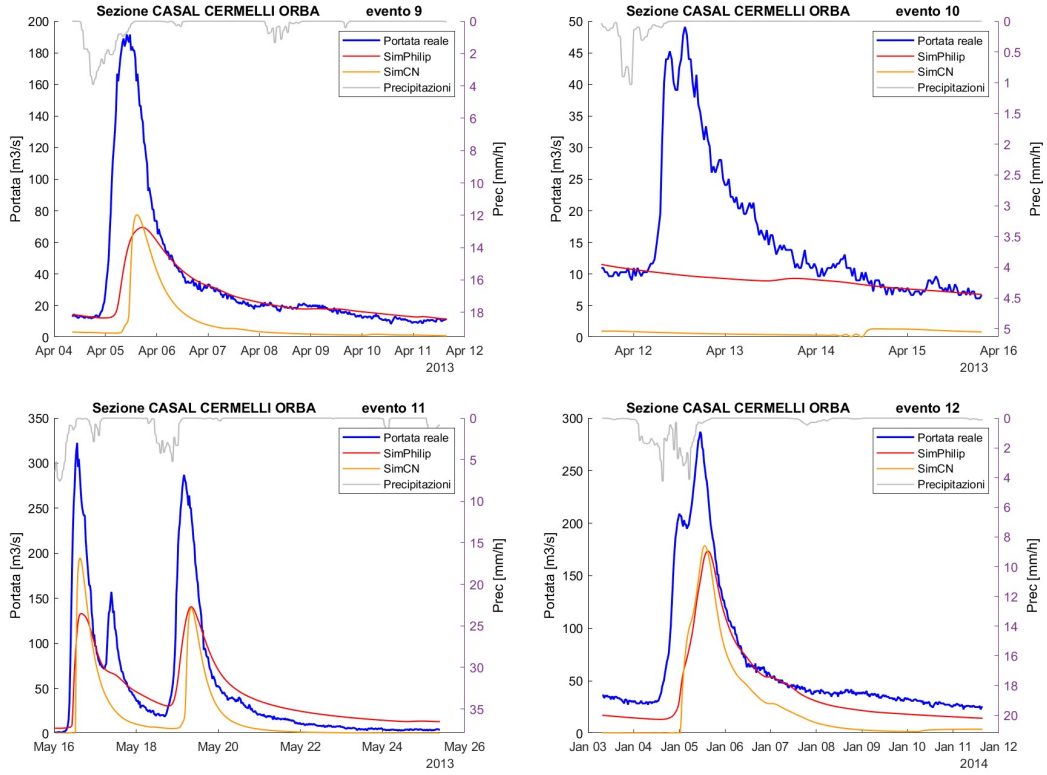 Sezione CASAL CERMELLI ORBA evento 9
Portata reale
SimPhilip
SimCN
Precipitazioni
Portata [m3/s]
Prec [mm/h]
200
180
160
140
120
100
80
60
40
20
0
0
2
4
6
8
10
12
14
16
18
Apr 04 Apr 05 Apr 06 Apr 07 Apr 08 Apr 09 Apr 10 Apr 11 Apr 12
2013
Sezione CASAL CERMELLI ORBA evento 10
Portata reale
SimPhilip
SimCN
Precipitazioni
Portata [m3/s]
Prec [mm/h]
50
45
40
35
30
25
20
15
10
5
0
0
0.5
1
1.5
2
2.5
3
3.5
4
4.5
5
Apr 12 Apr 13 Apr 14 Apr 15 Apr 16
2013
Sezione CASAL CERMELLI ORBA evento 11
Portata reale
SimPhilip
SimCN
Precipitazioni
Portata [m3/s]
Prec [mm/h]
350
300
250
200
150
100
50
0
0
5
10
15
20
25
30
35
May 16 May 18 May 20 May 22 May 24 May 26
2013
Sezione CASAL CERMELLI ORBA evento 12
Portata reale
SimPhilip
SimCN
Precipitazioni
Portata [m3/s]
Prec [mm/h]
300
250
200
150
100
50
0
0
2
4
6
8
10
12
14
16
18
20
Jan 03 Jan 04 Jan 05 Jan 06 Jan 07 Jan 08 Jan 09 Jan 10 Jan 11 Jan 12
2014